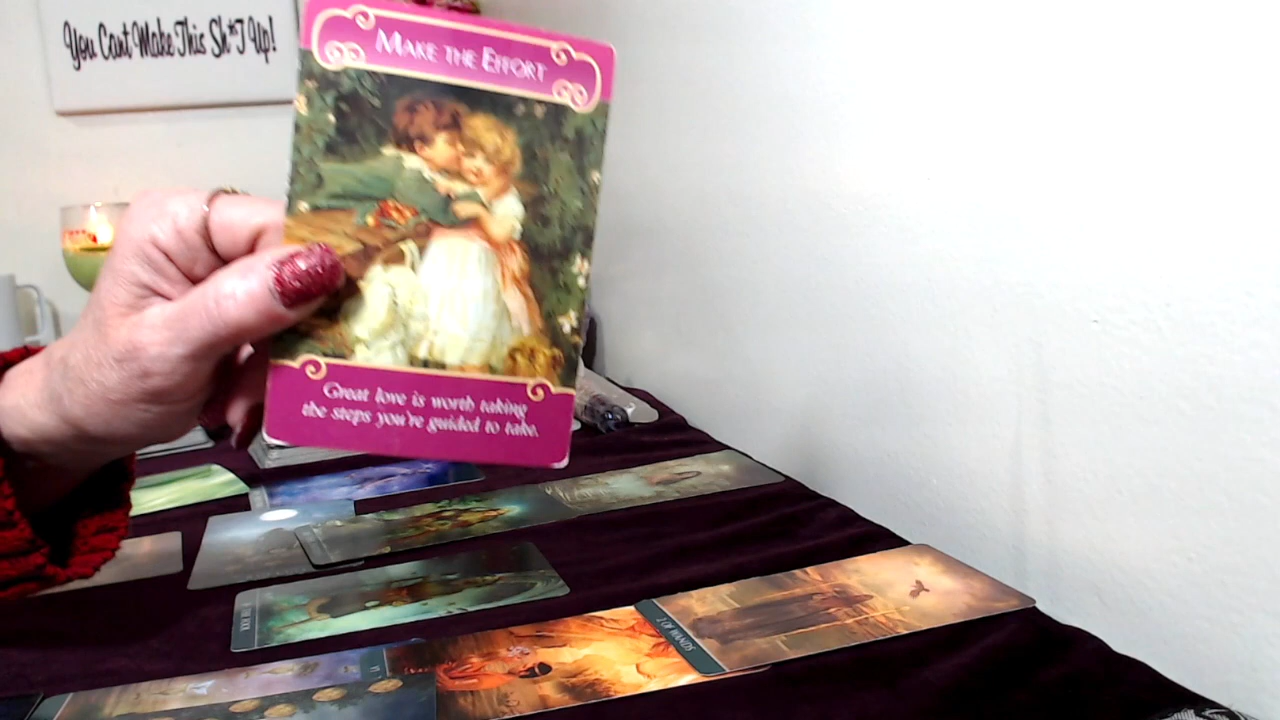 You Cant Make This Sh*T Up!
MAKE THE EFFORT
Great love is worth taking
the steps you're guided to take.